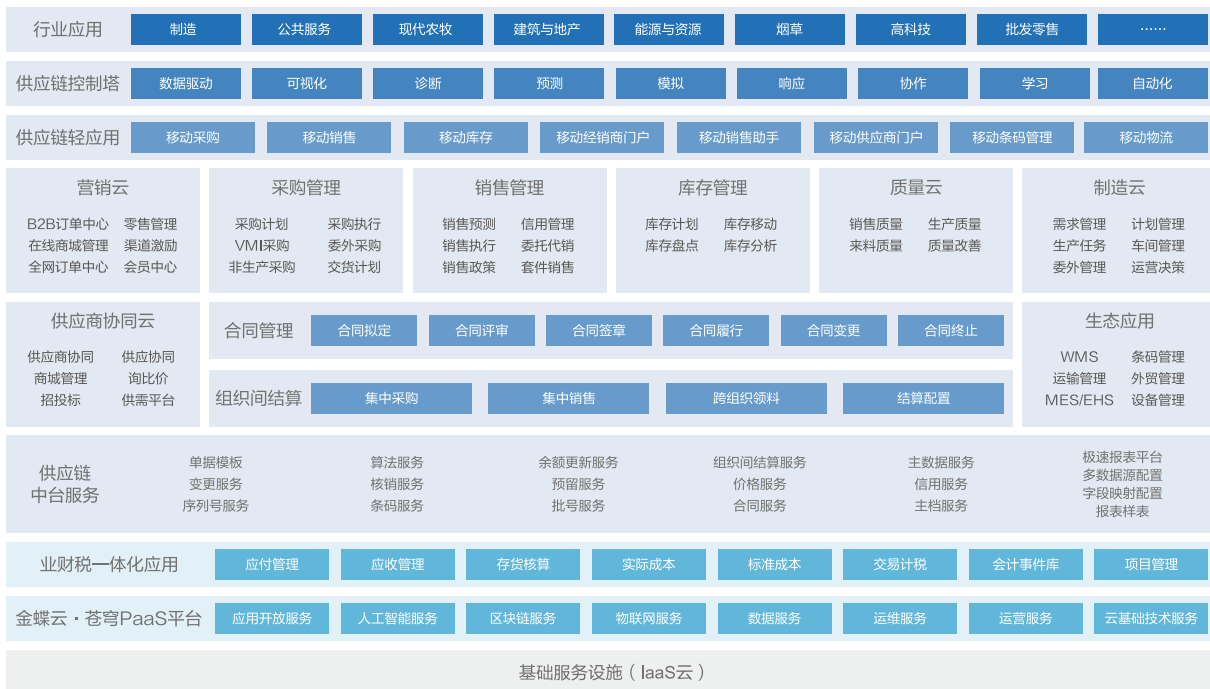 行业应用 制造 公共服务 现代农牧 建筑与地产 能源与资源 烟草 高科技 批发零售 ……
供应链控制塔 数据驱动 可视化 诊断 预测 模拟 响应 协作 学习 自动化
供应链轻应用 移动采购 移动销售 移动库存 移动经销商门户 移动销售助手 移动供应商门户 移动条码管理 移动物流
营销云
B2B订单中心 零售管理
在线商城管理 渠道激励
全网订单中心 会员中心
采购管理
采购计划 采购执行
VMI采购 委外采购
非生产采购 交货计划
销售管理
销售预测 信用管理
销售执行 委托代销
销售政策 套件销售
库存管理
库存计划 库存移动
库存盘点 库存分析
质量云
销售质量 生产质量
来料质量 质量改善
制造云
需求管理 计划管理
生产任务 车间管理
委外管理 运营决策
供应商协同云
供应商协同 供应协同
商城管理 询比价
招投标 供需平台
合同管理 合同拟定 合同评审 合同签章 合同履行 合同变更 合同终止
组织间结算 集中采购 集中销售 跨组织领料 结算配置
生态应用
WMS 条码管理
运输管理 外贸管理
MES/EHS 设备管理
供应链
中台服务
单据模板
变更服务
序列号服务
算法服务
核销服务
条码服务
余额更新服务
预留服务
批号服务
组织间结算服务
价格服务
合同服务
主数据服务
信用服务
主档服务
极速报表平台
多数据源配置
字段映射配置
报表样表
业财税一体化应用 应付管理 应收管理 存货核算 实际成本 标准成本 交易计税 会计事件库 项目管理
金蝶云·苍穹PaaS平台 应用开放服务 人工智能服务 区块链服务 物联网服务 数据服务 运维服务 运营服务 云基础技术服务
基础服务设施（IaaS云）